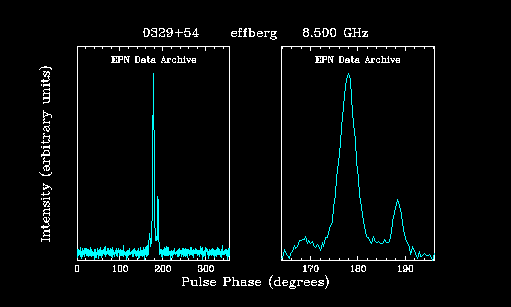 0329+54 effberg 8.500 GHz
EPN Data Archive EPN Data Archive
Intensity (arbitrary units)
0 100 200 300 170 180 190
Pulse Phase (degrees)